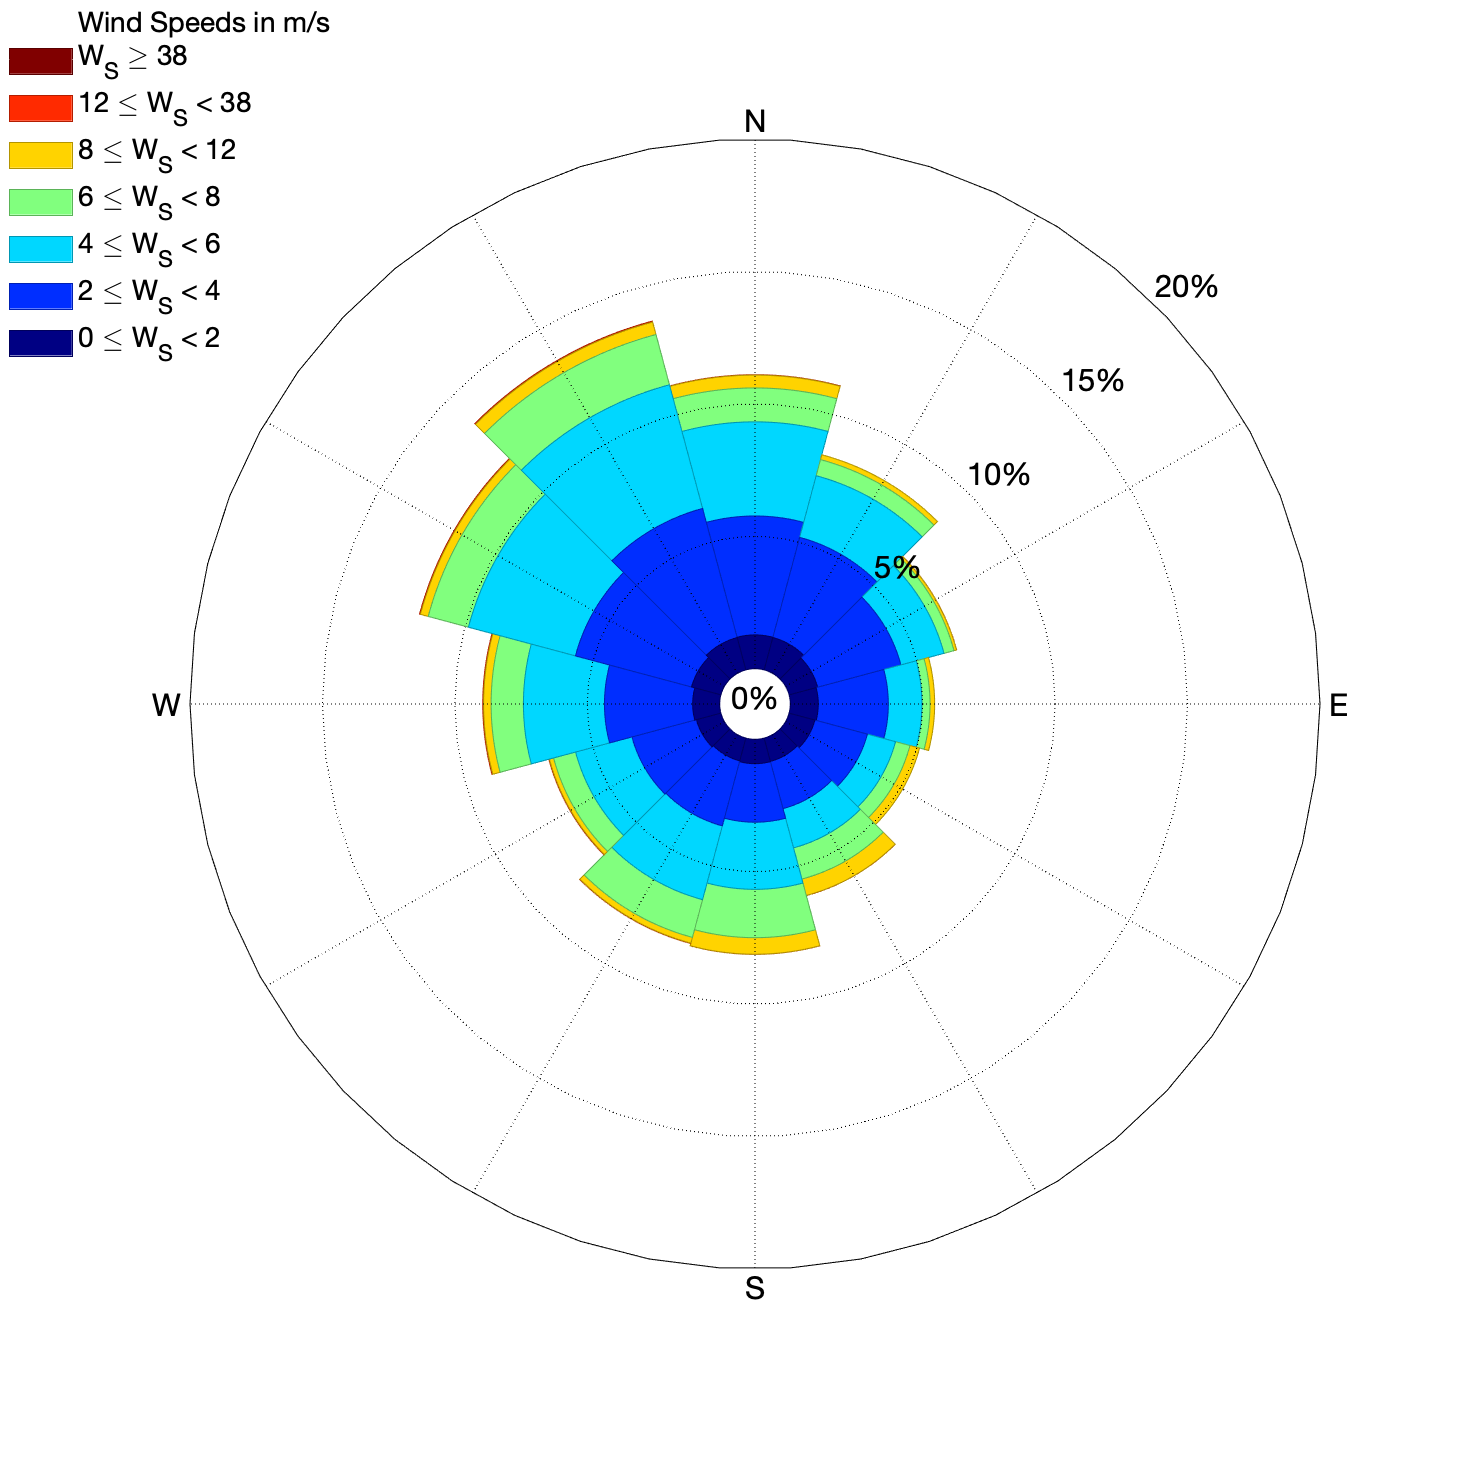 Wind Speeds in m/s
W_S ≥ 38
12 ≤ W_S < 38
8 ≤ W_S < 12
6 ≤ W_S < 8
4 ≤ W_S < 6
2 ≤ W_S < 4
0 ≤ W_S < 2
N
20%
15%
10%
5%
0%
W
E
S